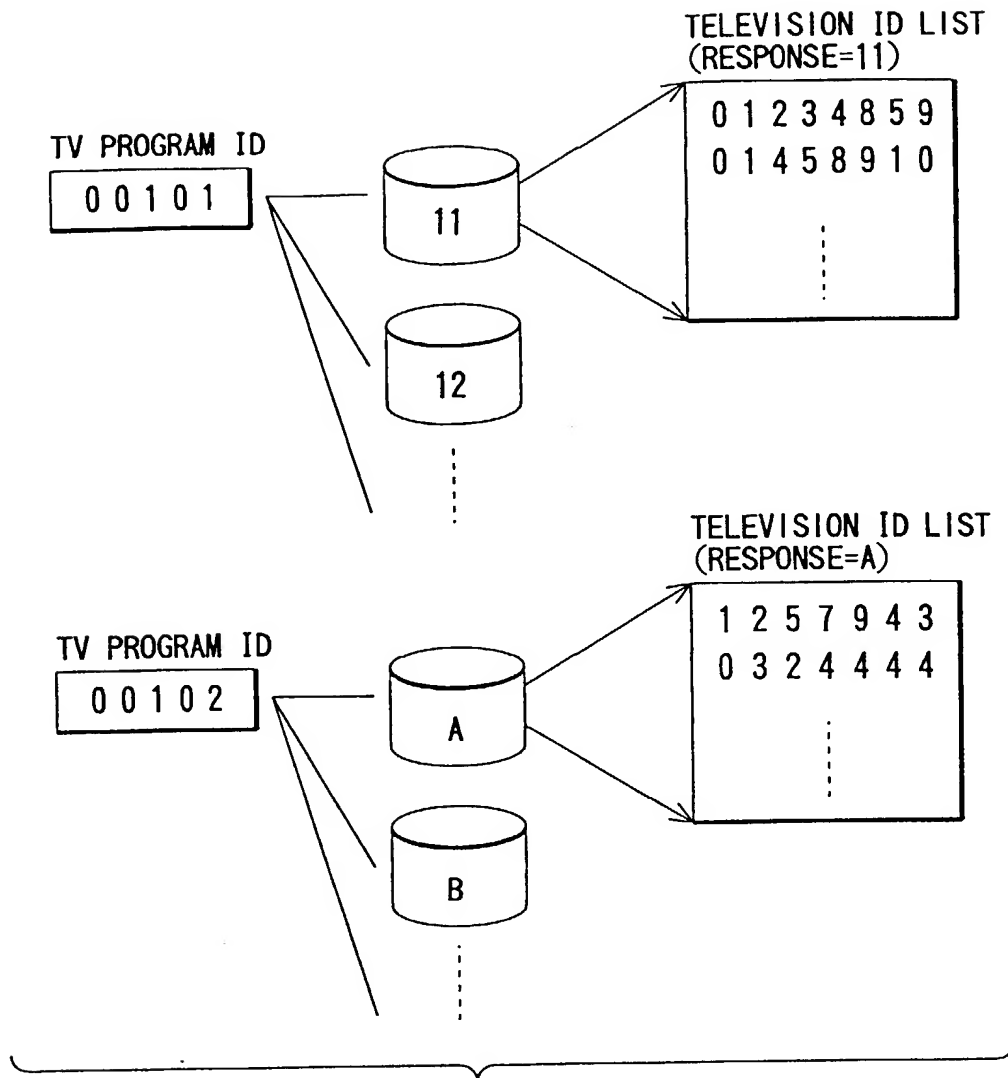 TELEVISION ID LIST
(RESPONSE=11)
0 1 2 3 4 8 5 9
0 1 4 5 8 9 1 0
TV PROGRAM ID
0 0 1 0 1
11
12
TELEVISION ID LIST
(RESPONSE=A)
1 2 5 7 9 4 3
0 3 2 4 4 4 4
TV PROGRAM ID
0 0 1 0 2
A
B